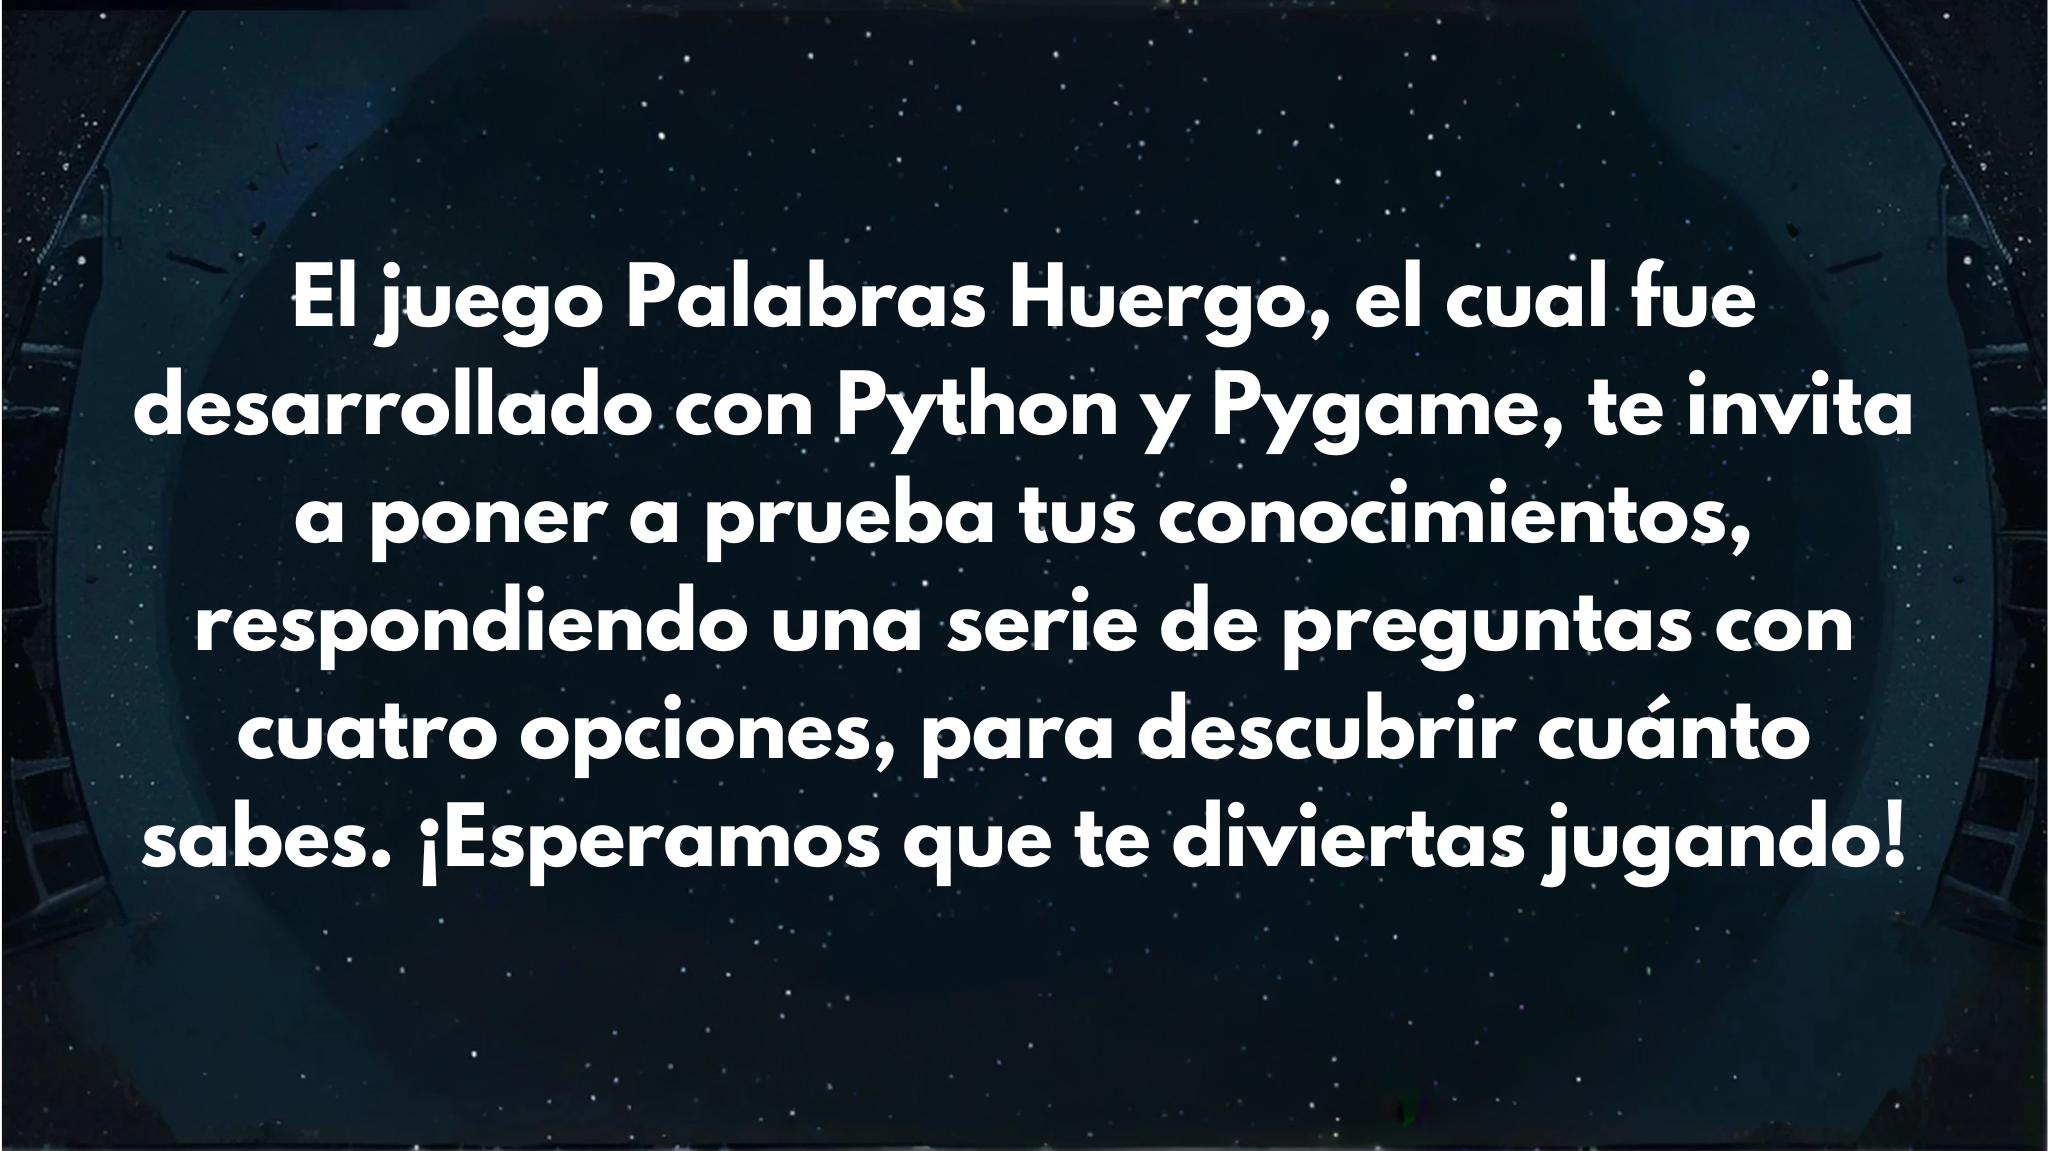 El juego Palabras Huergo, el cual fue
desarrollado con Python y Pygame, te invita
a poner a prueba tus conocimientos,
respondiendo una serie de preguntas con
cuatro opciones, para descubrir cuánto
sabes. ¡Esperamos que te diviertas jugando!